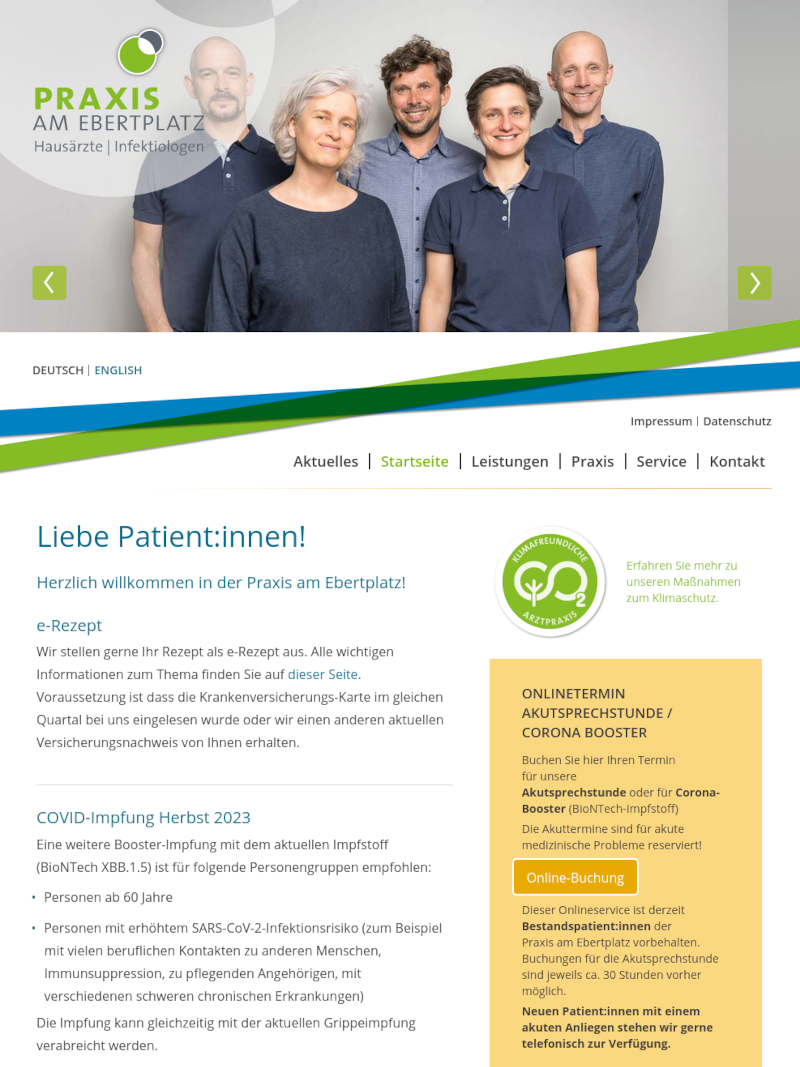 PRAXIS
AM EBERTPLATZ
Hausärzte | Infektiologen
DEUTSCH | ENGLISH
Impressum | Datenschutz
Aktuelles | Startseite | Leistungen | Praxis | Service | Kontakt
Liebe Patient:innen!
Herzlich willkommen in der Praxis am Ebertplatz!
e-Rezept
Wir stellen gerne Ihr Rezept als e-Rezept aus. Alle wichtigen
Informationen zum Thema finden Sie auf dieser Seite.
Voraussetzung ist dass die Krankenversicherungs-Karte im gleichen
Quartal bei uns eingelesen wurde oder wir einen anderen aktuellen
Versicherungsnachweis von Ihnen erhalten.
COVID-Impfung Herbst 2023
Eine weitere Booster-Impfung mit dem aktuellen Impfstoff
(BioNTech XBB.1.5) ist für folgende Personengruppen empfohlen:
• Personen ab 60 Jahre
• Personen mit erhöhtem SARS-CoV-2-Infektionsrisiko (zum Beispiel
mit vielen beruflichen Kontakten zu anderen Menschen,
Immunsuppression, zu pflegenden Angehörigen, mit
verschiedenen schweren chronischen Erkrankungen)
Die Impfung kann gleichzeitig mit der aktuellen Grippeimpfung
verabreicht werden.
KLIMAFREUNDLICHE
CO2
ARZTPRAXIS
Erfahren Sie mehr zu
unseren Maßnahmen
zum Klimaschutz.
ONLINETERMIN
AKUTSPRECHSTUNDE /
CORONA BOOSTER
Buchen Sie hier Ihren Termin
für unsere
Akutsprechstunde oder für Corona-
Booster (BioNTech-Impfstoff)
Die Akuttermine sind für akute
medizinische Probleme reserviert!
Online-Buchung
Dieser Onlineservice ist derzeit
Bestandspatient:innen der
Praxis am Ebertplatz vorbehalten.
Buchungen für die Akutsprechstunde
sind jeweils ca. 30 Stunden vorher
möglich.
Neuen Patient:innen mit einem
akuten Anliegen stehen wir gerne
telefonisch zur Verfügung.